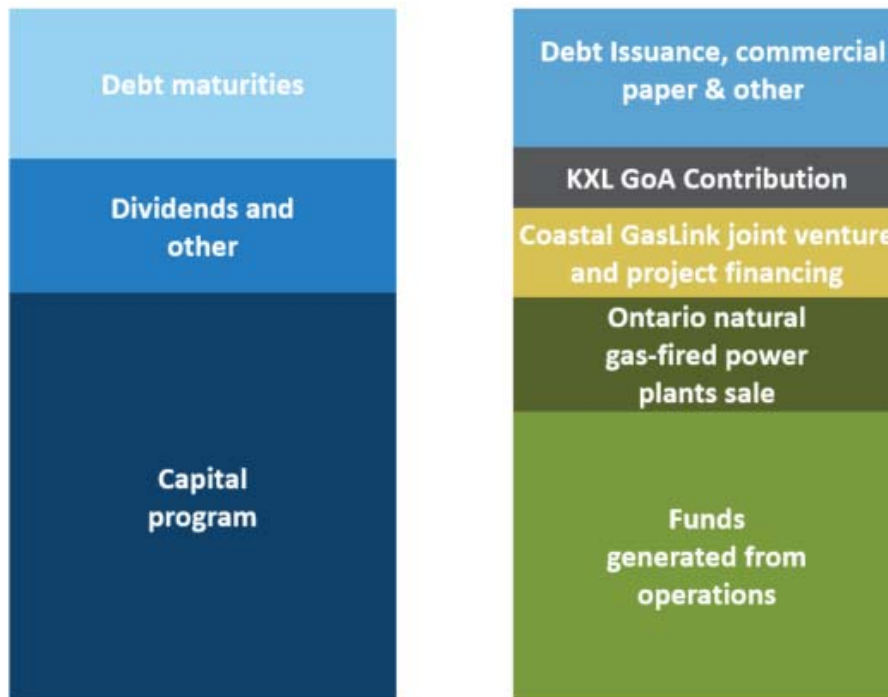 Debt maturities
Dividends and
other
Capital
program
Debt Issuance, commercial
paper & other
KXL GoA Contribution
Coastal GasLink joint venture
and project financing
Ontario natural
gas-fired power
plants sale
Funds
generated from
operations